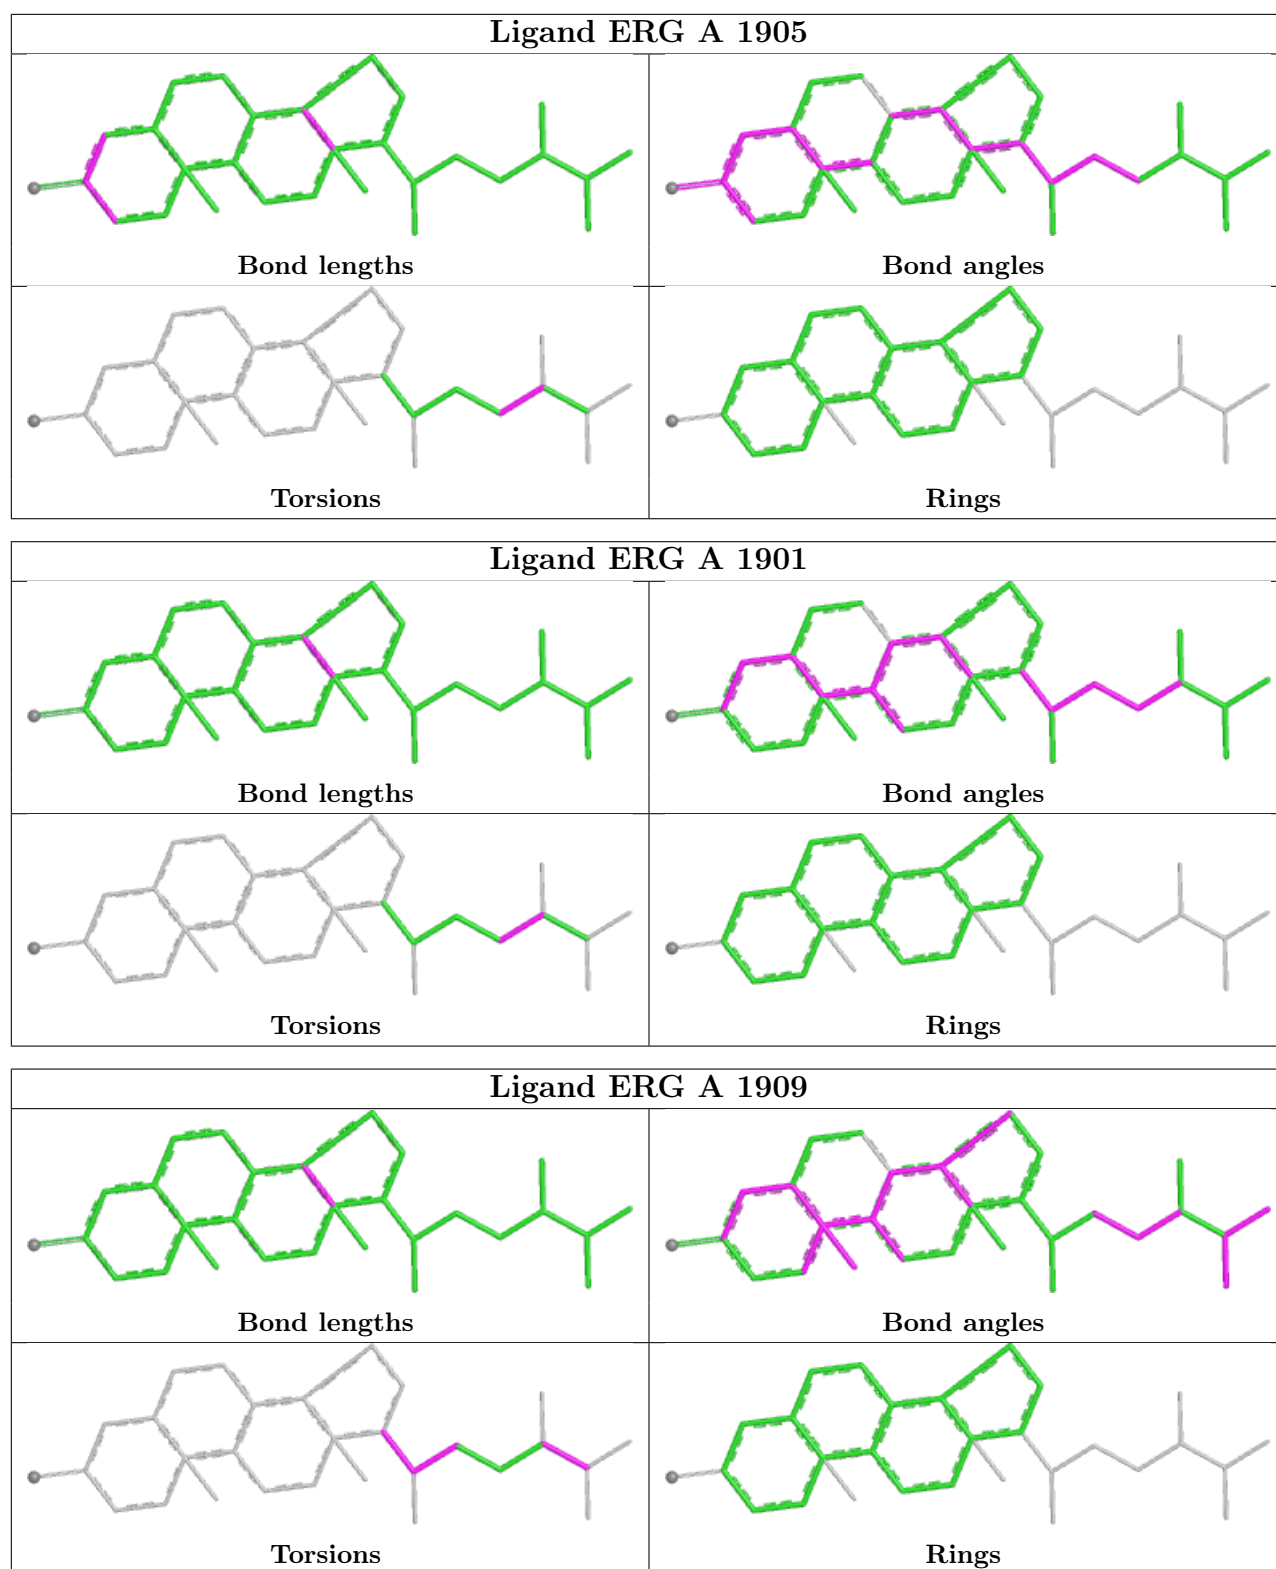 Ligand ERG A 1905
Bond lengths
Bond angles
Torsions
Rings
Ligand ERG A 1901
Bond lengths
Bond angles
Torsions
Rings
Ligand ERG A 1909
Bond lengths
Bond angles
Torsions
Rings